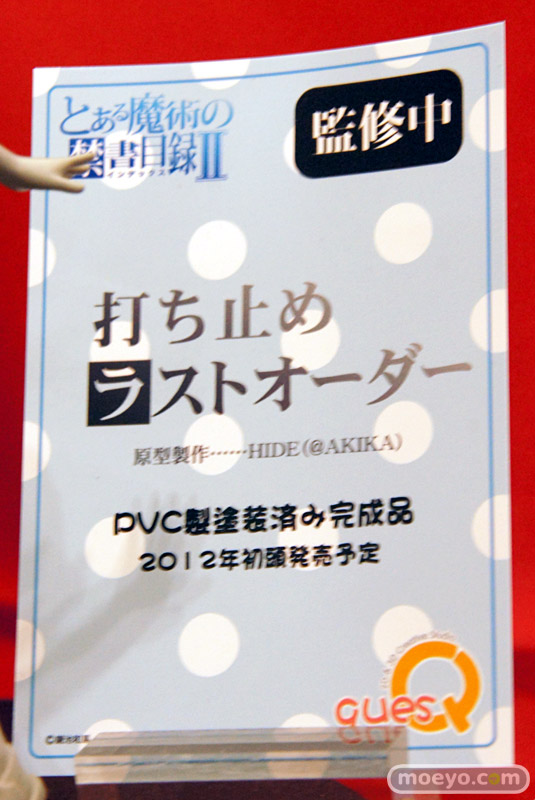 とある魔術の
禁書目録II
インデックス
監修中
打ち止め
ラストオーダー
原型製作……HIDE(@AKIKA)
PVC製塗装済み完成品
2012年初頭発売予定
quesQ
moeyo.com